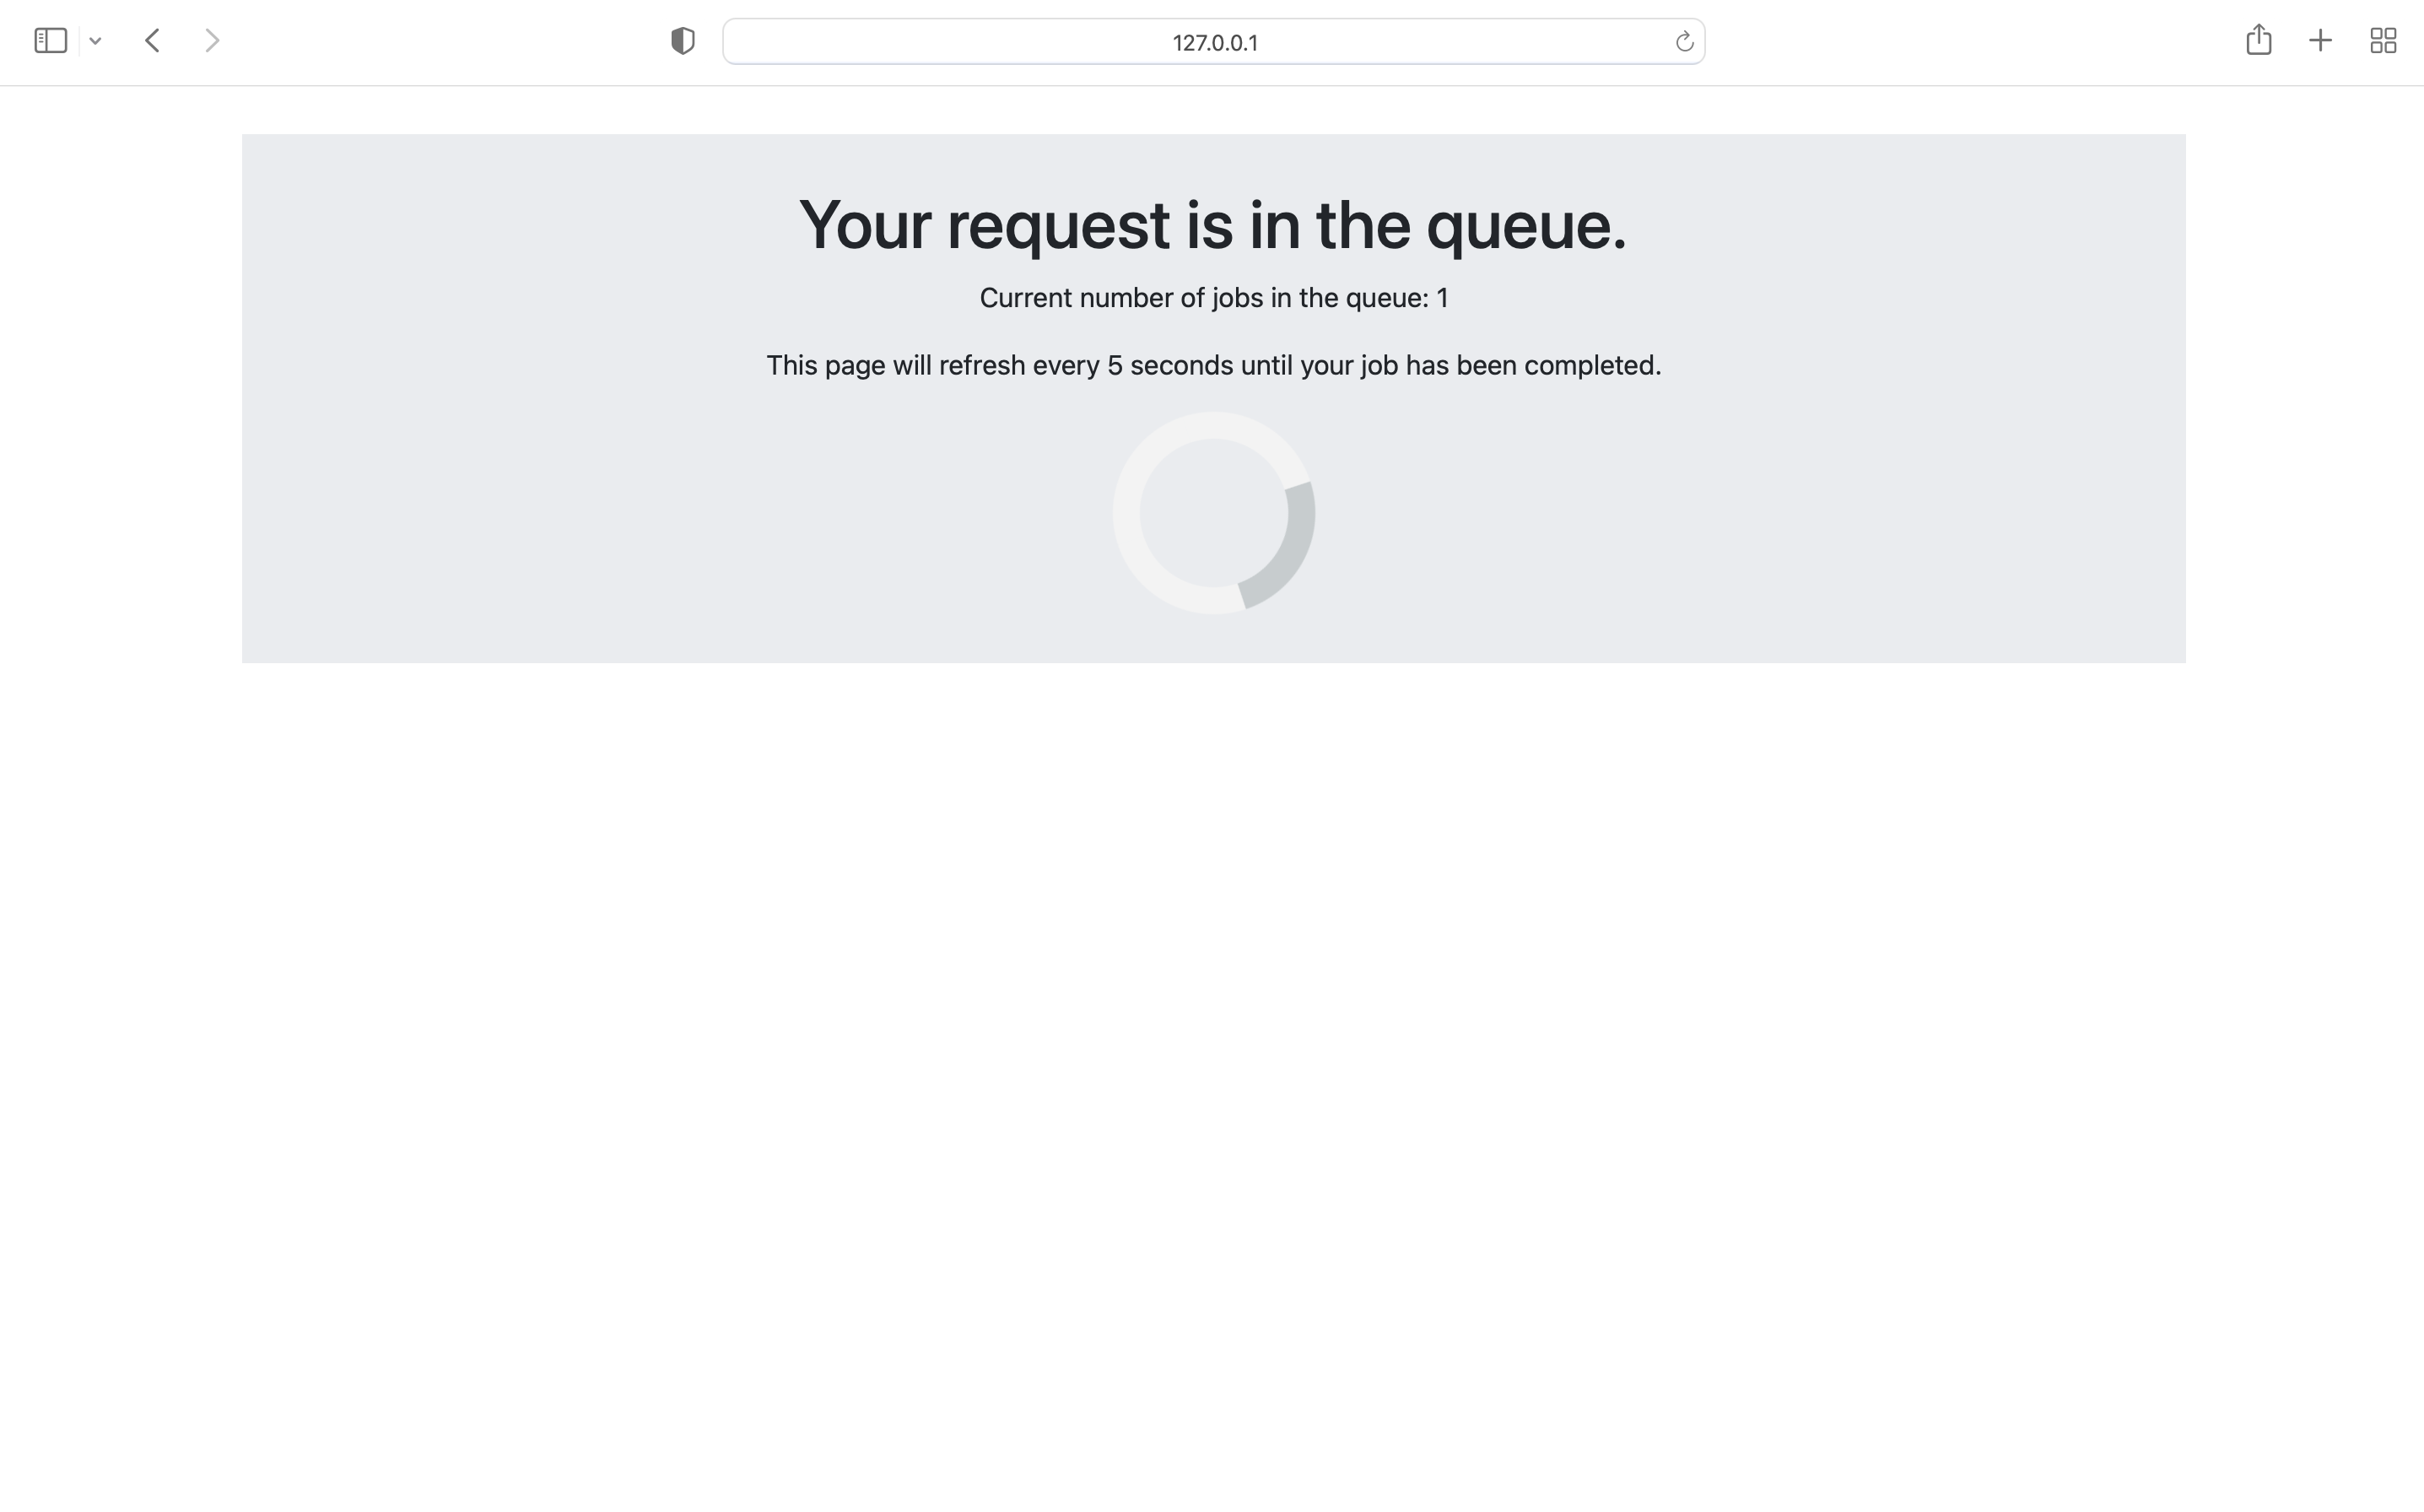 127.0.0.1
Your request is in the queue.
Current number of jobs in the queue: 1
This page will refresh every 5 seconds until your job has been completed.